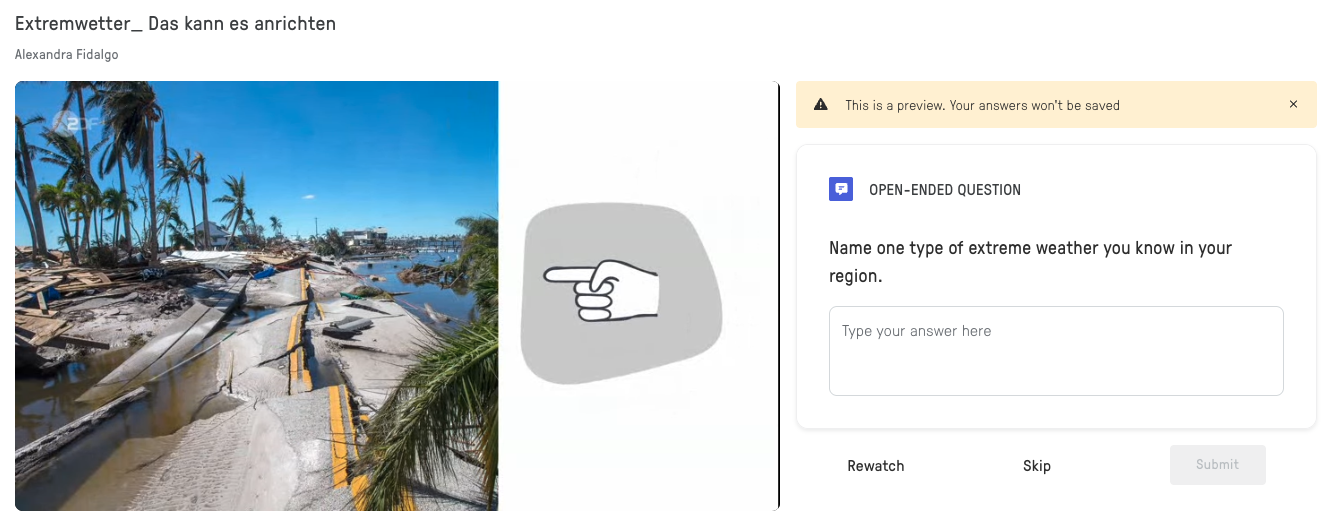 Extremwetter_ Das kann es anrichten
Alexandra Fidalgo
ZDF
This is a preview. Your answers won't be saved
OPEN-ENDED QUESTION
Name one type of extreme weather you know in your
region.
Type your answer here
Rewatch
Skip
Submit